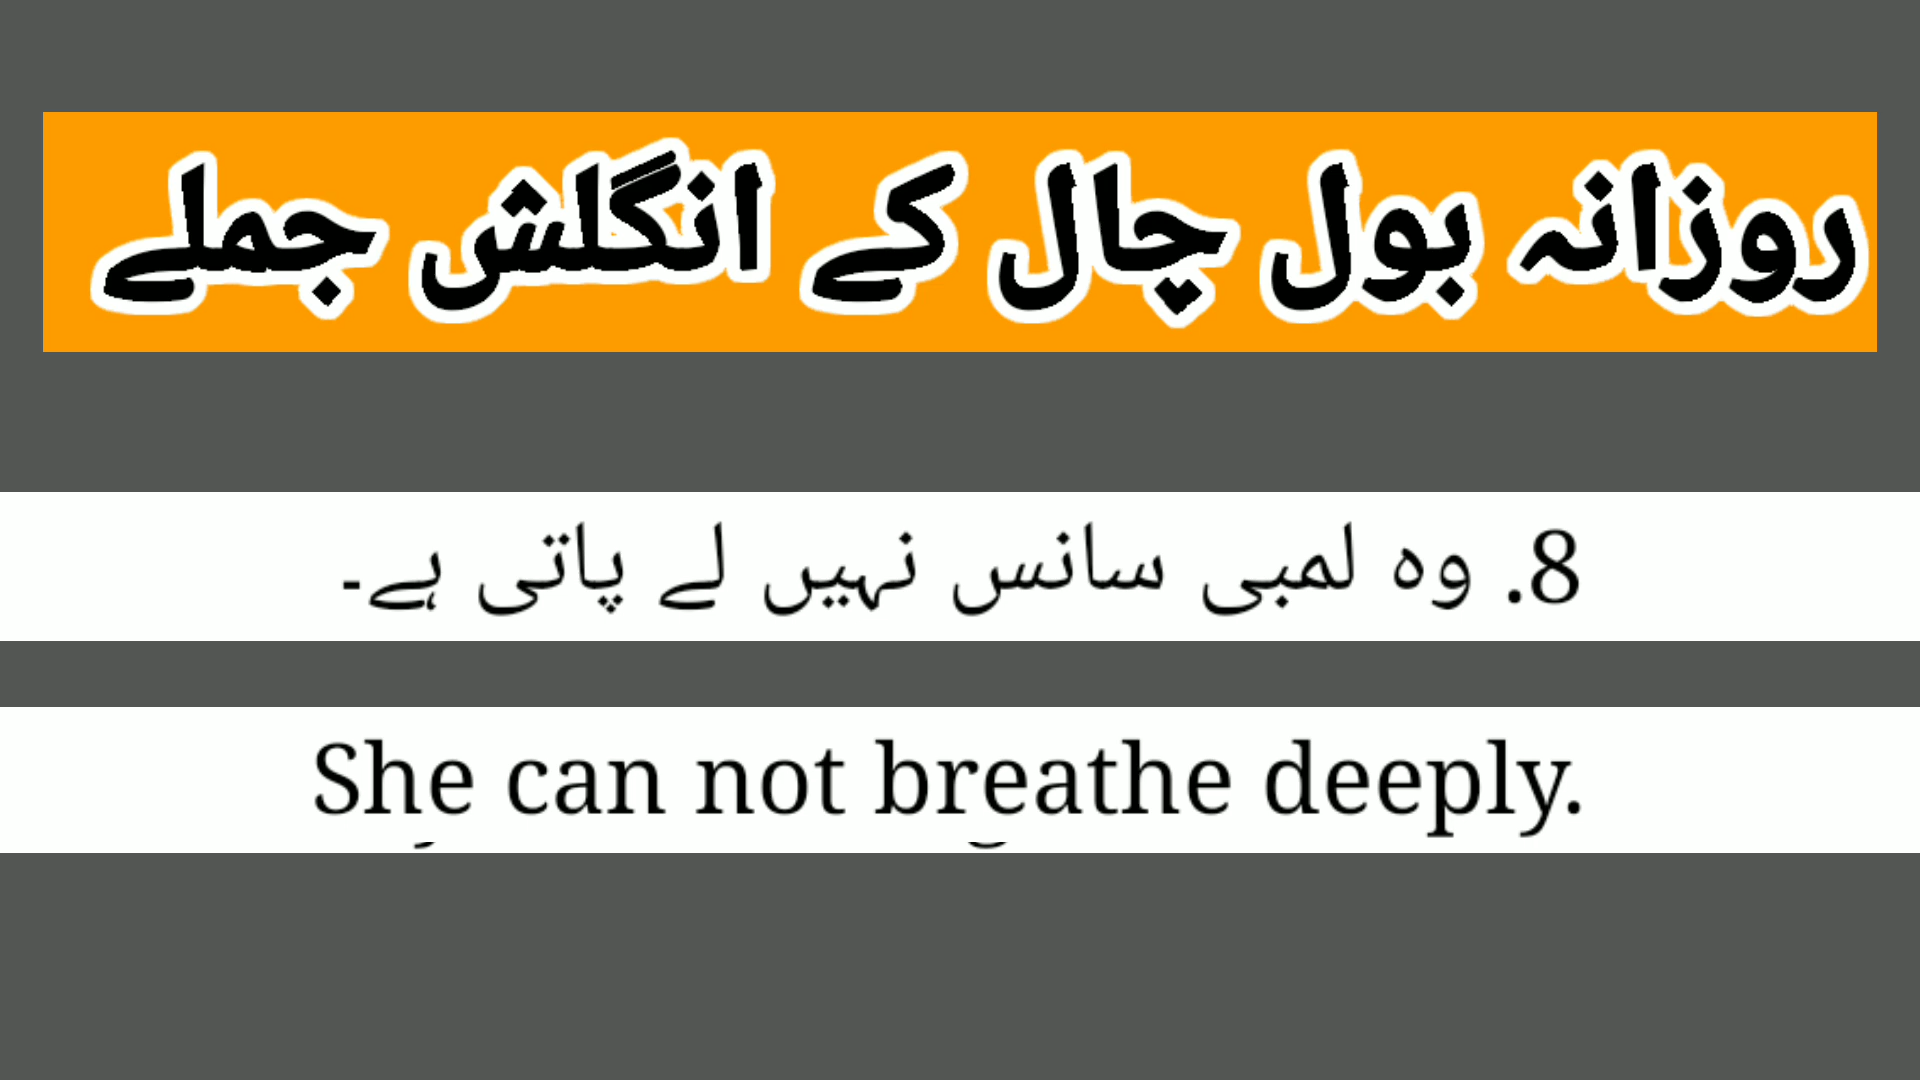 روزانہ بول چال کے انگلش جملے
8. وہ لمبی سانس نہیں لے پاتی ہے۔
She can not breathe deeply.